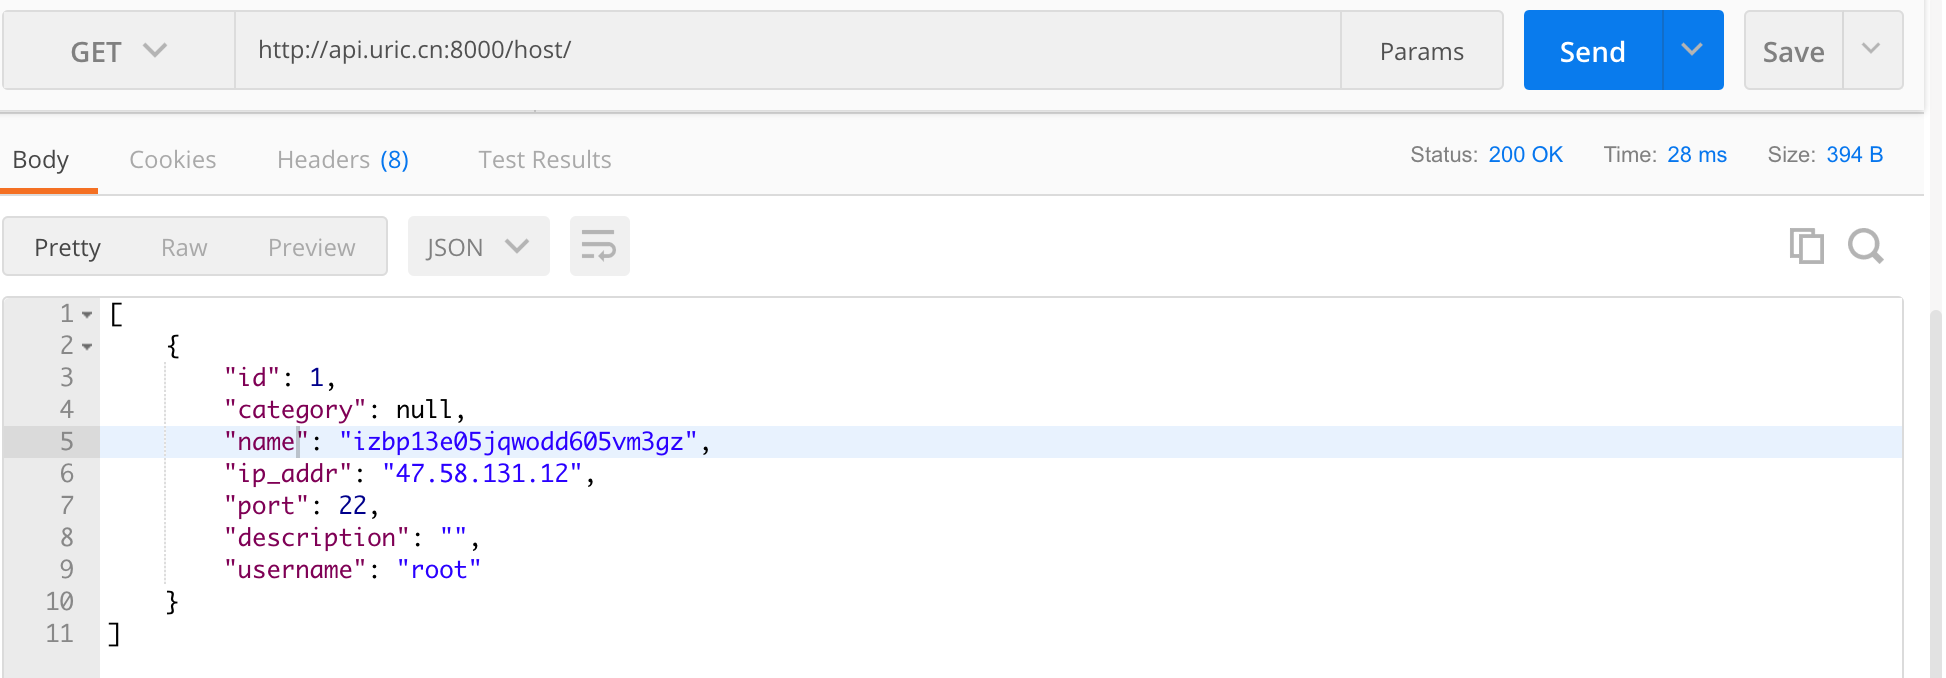 GET http://api.uric.cn:8000/host/ Params Send Save
Body Cookies Headers (8) Test Results Status: 200 OK Time: 28 ms Size: 394 B
Pretty Raw Preview JSON
1 [
2 {
3 "id": 1,
4 "category": null,
5 "name": "izbp13e05jqwodd605vm3gz",
6 "ip_addr": "47.58.131.12",
7 "port": 22,
8 "description": "",
9 "username": "root"
10 }
11 ]